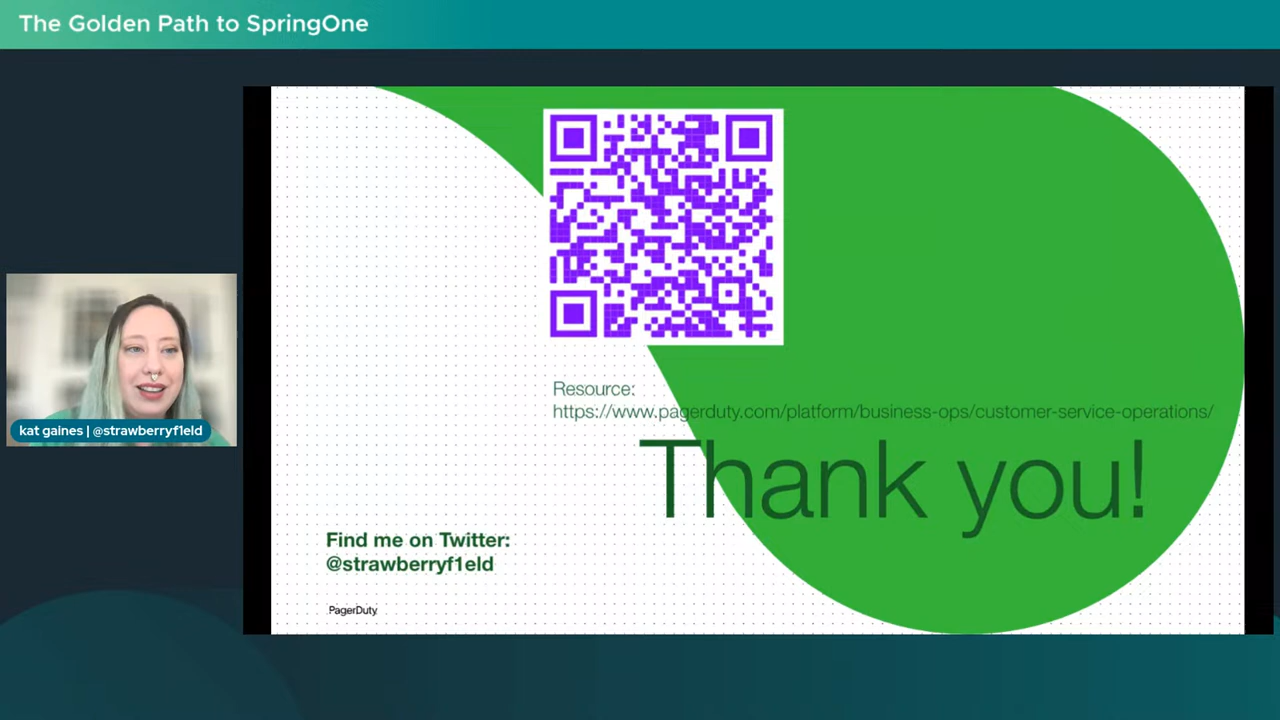 The Golden Path to SpringOne
Resource:
https://www.pagerduty.com/platform/business-ops/customer-service-operations/
Thank you!
kat gaines | @strawberryf1eld
Find me on Twitter:
@strawberryf1eld
PagerDuty